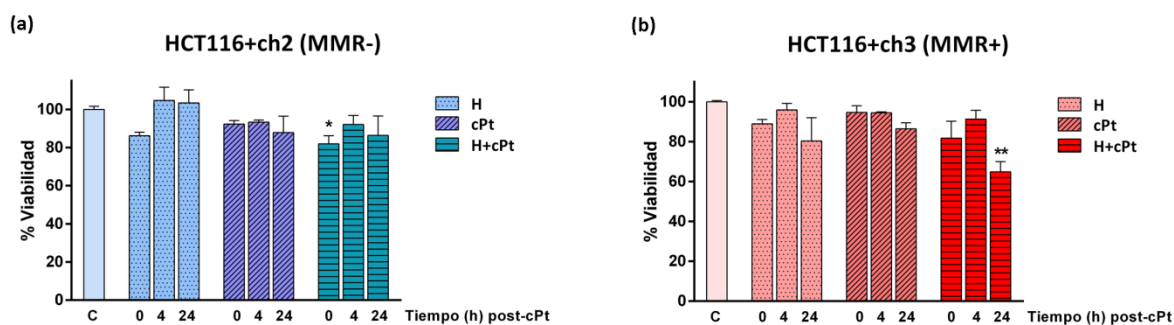 (a)
HCT116+ch2 (MMR-)
% Viabilidad
100
80
60
40
20
0
*
H
cPt
H+cPt
C 0 4 24 0 4 24 0 4 24 Tiempo (h) post-cPt
(b)
HCT116+ch3 (MMR+)
% Viabilidad
100
80
60
40
20
0
**
H
cPt
H+cPt
C 0 4 24 0 4 24 0 4 24 Tiempo (h) post-cPt